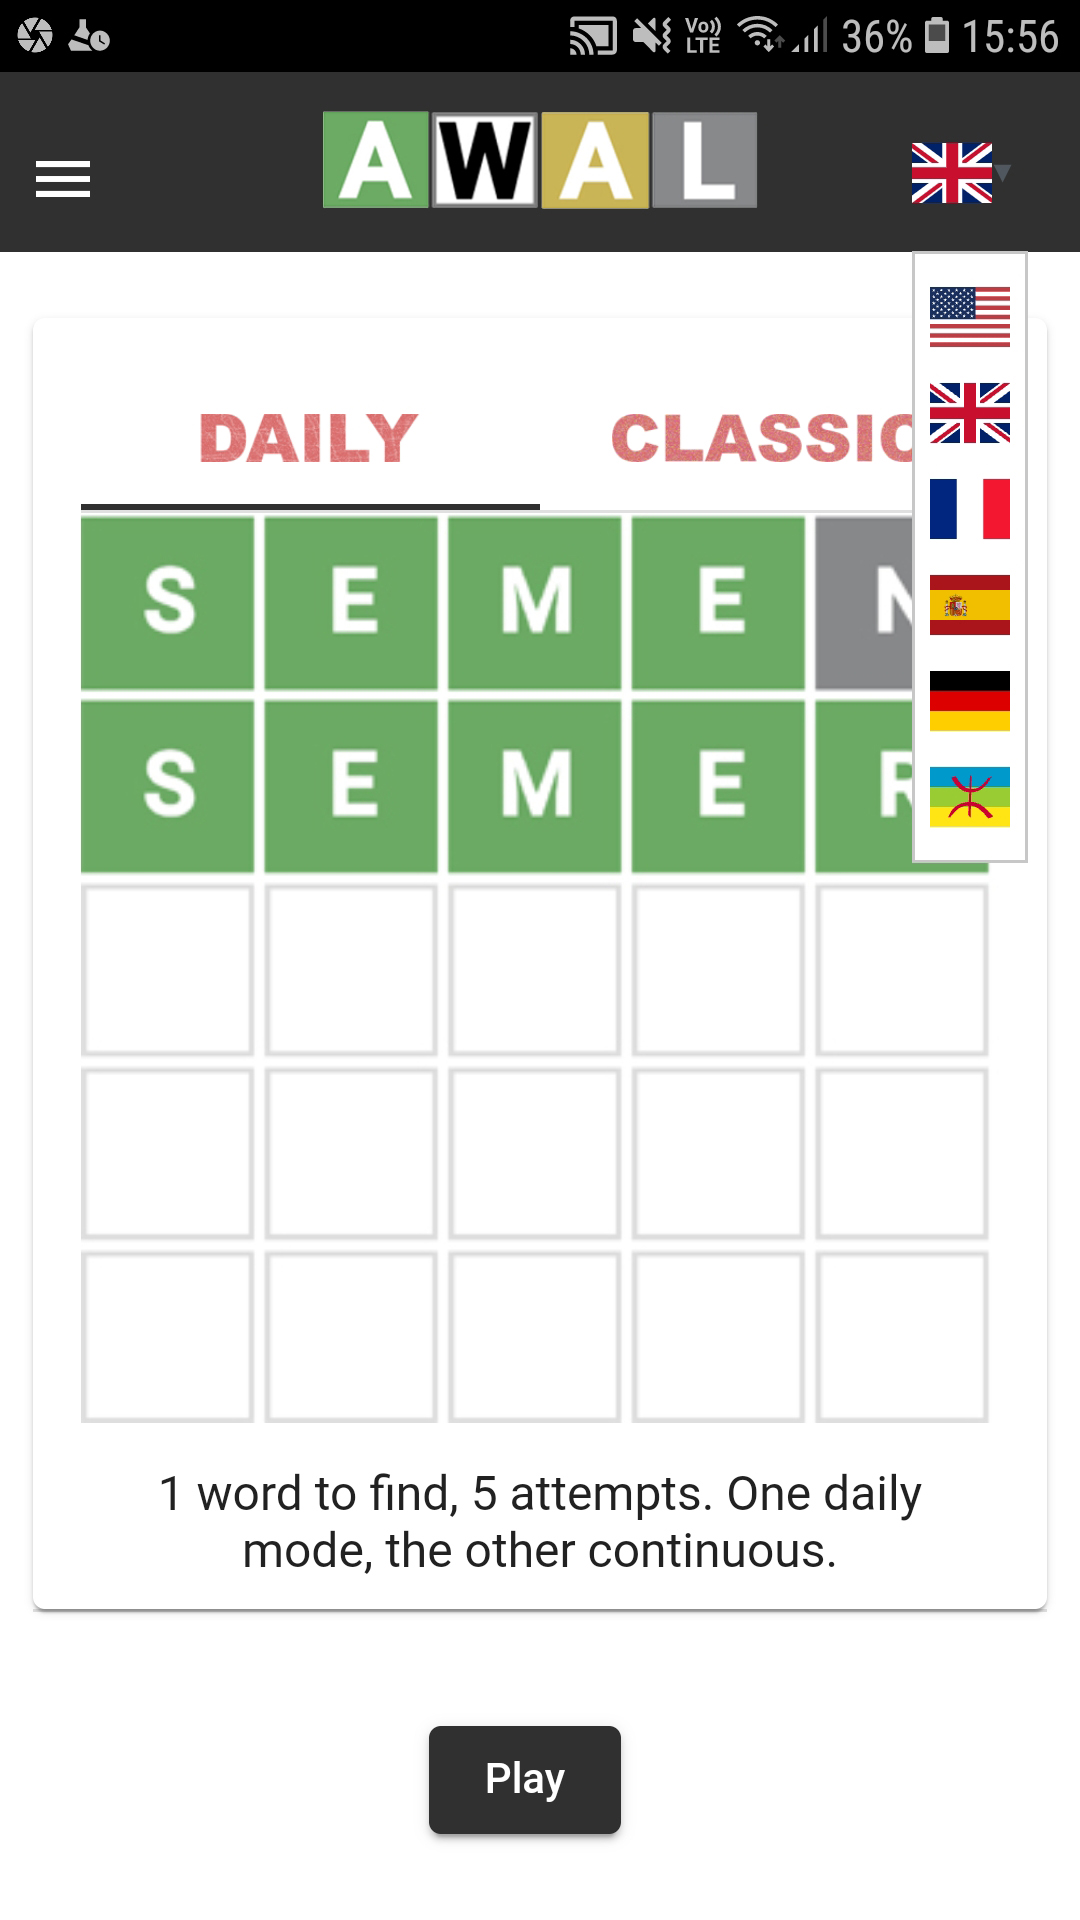 Vo)) LTE 36% 15:56
AWAL
DAILY CLASSIC
S E M E N
S E M E R
1 word to find, 5 attempts. One daily
mode, the other continuous.
Play